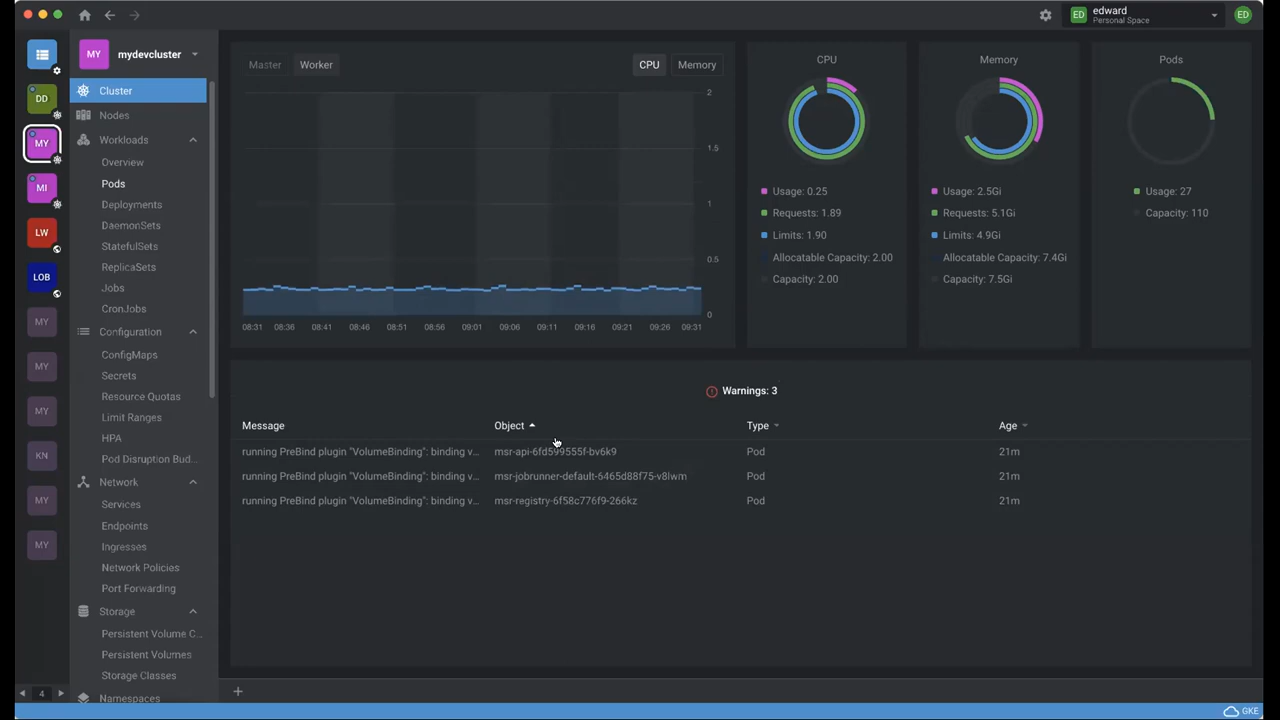 edward
ED
Personal Space
ED
MY
mydevcluster
Cluster
Nodes
Workloads
Overview
Pods
Deployments
DaemonSets
StatefulSets
ReplicaSets
Jobs
CronJobs
Configuration
ConfigMaps
Secrets
Resource Quotas
Limit Ranges
HPA
Pod Disruption Bud...
Network
Services
Endpoints
Ingresses
Network Policies
Port Forwarding
Storage
Persistent Volume C...
Persistent Volumes
Storage Classes
Namespaces
DD
MY
MI
LW
LOB
MY
MY
MY
KN
MY
MY
4
Master Worker CPU Memory
2
1.5
1
0.5
0
08:31 08:36 08:41 08:46 08:51 08:56 09:01 09:06 09:11 09:16 09:21 09:26 09:31
CPU
Usage: 0.25
Requests: 1.89
Limits: 1.90
Allocatable Capacity: 2.00
Capacity: 2.00
Memory
Usage: 2.5Gi
Requests: 5.1Gi
Limits: 4.9Gi
Allocatable Capacity: 7.4Gi
Capacity: 7.5Gi
Pods
Usage: 27
Capacity: 110
Warnings: 3
Message Object Type Age
running PreBind plugin "VolumeBinding": binding v... msr-api-6fd599555f-bv6k9 Pod 21m
running PreBind plugin "VolumeBinding": binding v... msr-jobrunner-default-6465d88f75-v8lwm Pod 21m
running PreBind plugin "VolumeBinding": binding v... msr-registry-6f58c776f9-266kz Pod 21m
+
GKE